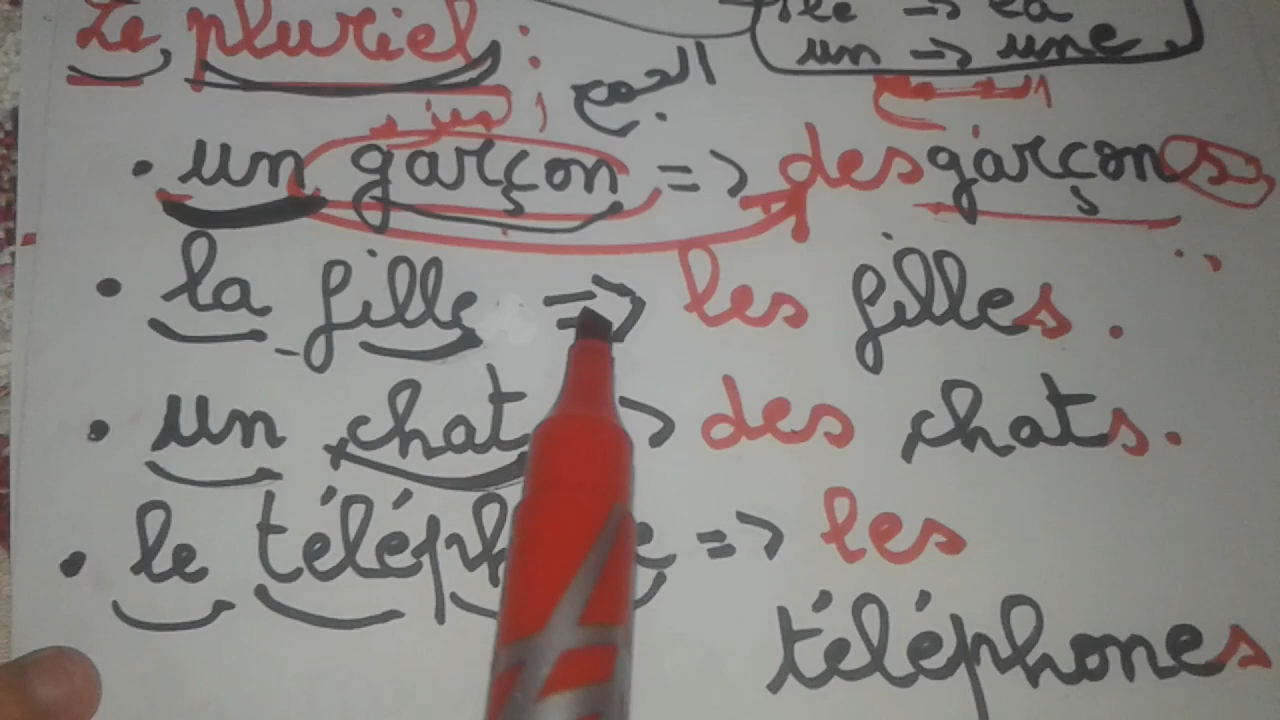 le => la
un => une
Le pluriel :
الجمع
un garçon => des garçons
la fille => les filles.
un chat => des chats.
le téléphone => les
téléphones